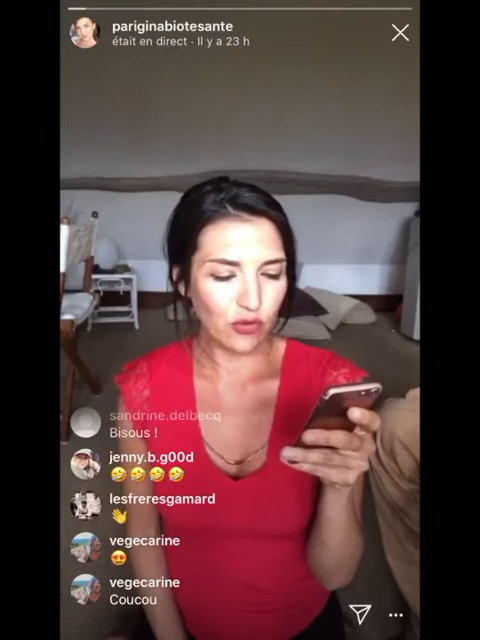 pariginabiotesante
était en direct · Il y a 23 h
sandrine.delbecq
Bisous !
jenny.b.g00d
🤣🤣🤣🤣
lesfreresgamard
👋
vegecarine
😍
vegecarine
Coucou